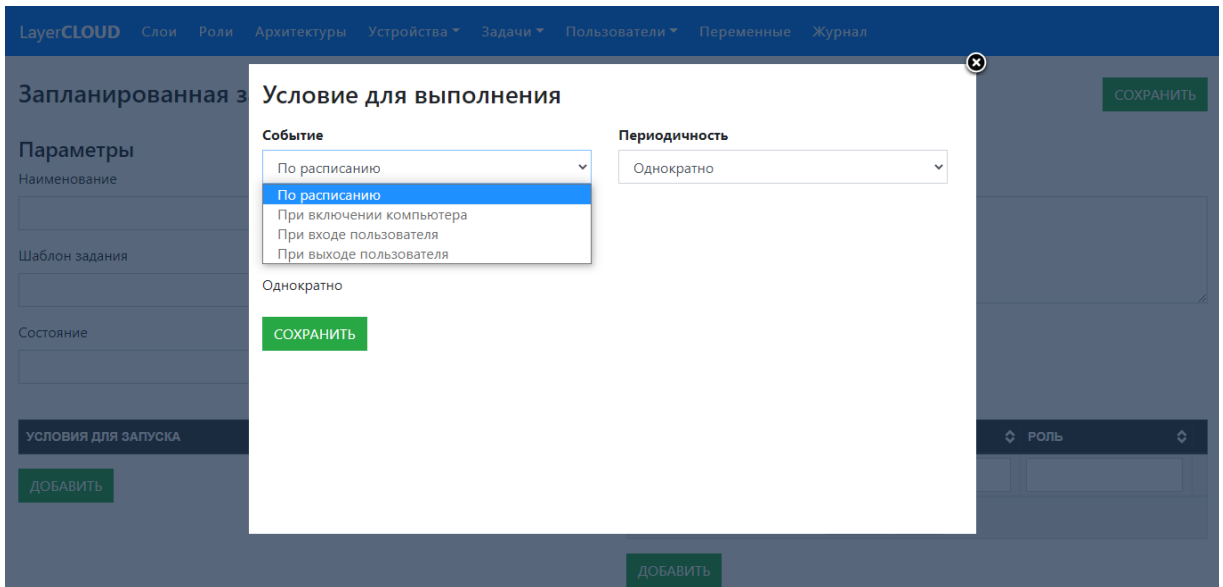 LayerCLOUD Слои Роли Архитектуры Устройства Задачи Пользователи Переменные Журнал
Запланированная з
СОХРАНИТЬ
Параметры
Наименование
Шаблон задания
Состояние
УСЛОВИЯ ДЛЯ ЗАПУСКА
ДОБАВИТЬ
Условие для выполнения
Событие
Периодичность
По расписанию
Однократно
По расписанию
При включении компьютера
При входе пользователя
При выходе пользователя
Однократно
СОХРАНИТЬ
РОЛЬ
ДОБАВИТЬ